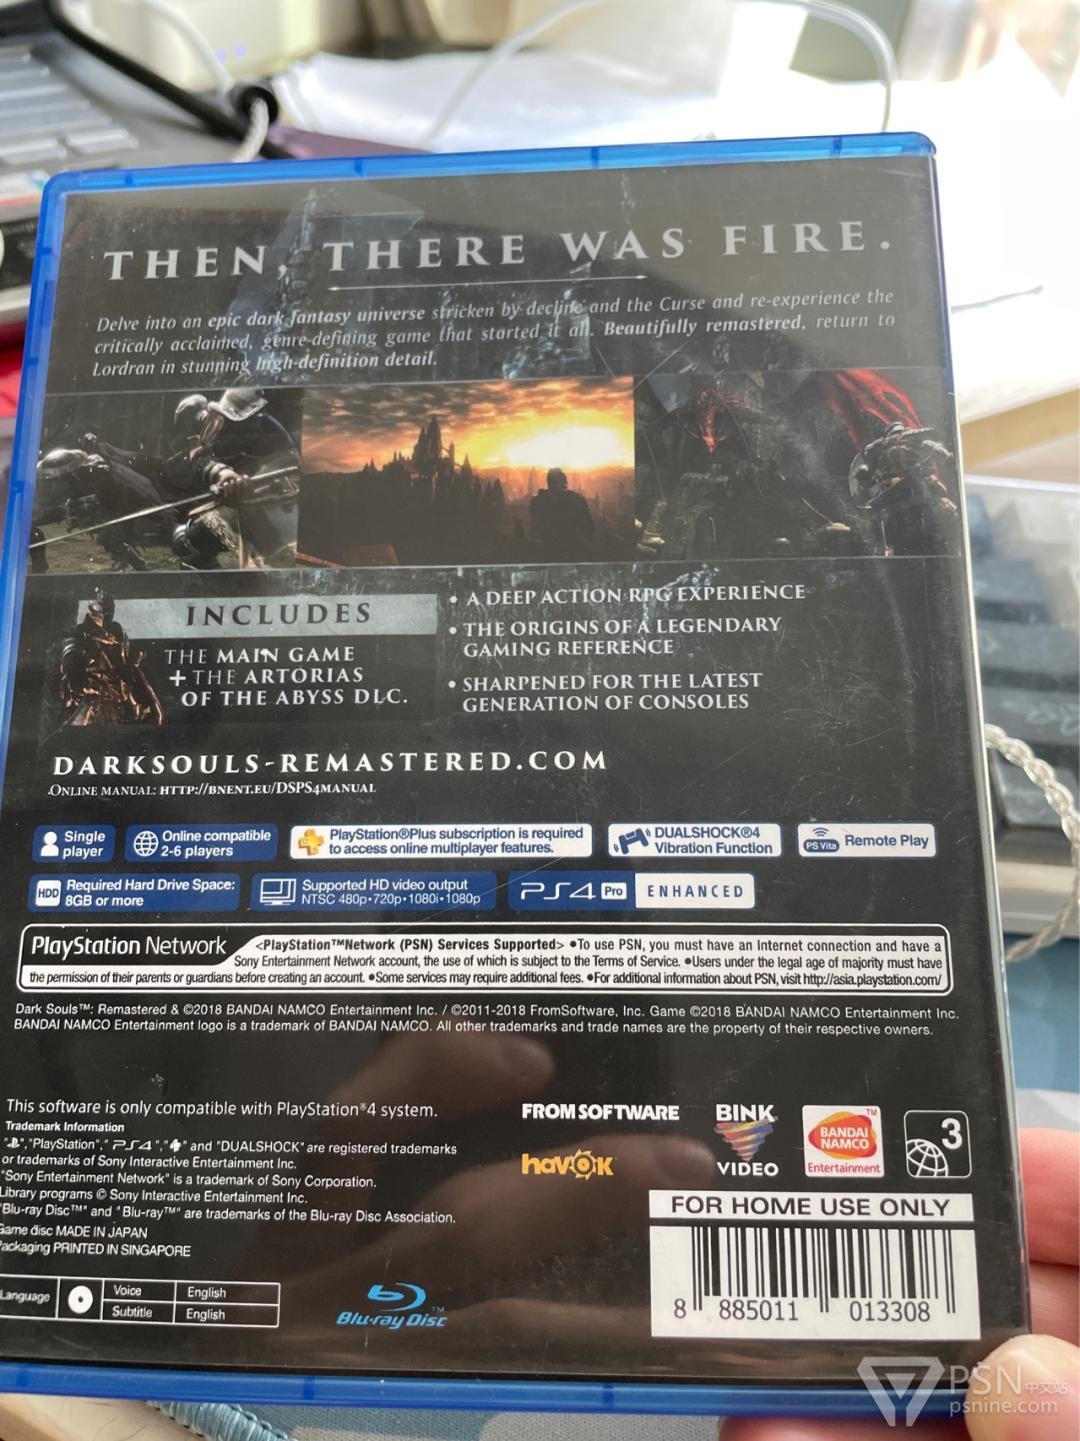 THEN, THERE WAS FIRE.
Delve into an epic dark fantasy universe stricken by decline and the Curse and re-experience the
critically acclaimed, genre-defining game that started it all. Beautifully remastered, return to
Lordran in stunning high-definition detail.
INCLUDES
THE MAIN GAME
+THE ARTORIAS
OF THE ABYSS DLC.
• A DEEP ACTION RPG EXPERIENCE
• THE ORIGINS OF A LEGENDARY
GAMING REFERENCE
• SHARPENED FOR THE LATEST
GENERATION OF CONSOLES
DARKSOULS-REMASTERED.COM
ONLINE MANUAL: HTTP://BNENT.EU/DSPS4MANUAL
Single
player
Online compatible
2-6 players
PlayStation®Plus subscription is required
to access online multiplayer features.
DUALSHOCK®4
Vibration Function
PS Vita
Remote Play
HDD
Required Hard Drive Space:
8GB or more
Supported HD video output
NTSC 480p•720p•1080i•1080p
PS4 Pro ENHANCED
PlayStation Network
<PlayStation™Network (PSN) Services Supported> ●To use PSN, you must have an Internet connection and have a
Sony Entertainment Network account, the use of which is subject to the Terms of Service. ●Users under the legal age of majority must have
the permission of their parents or guardians before creating an account. ●Some services may require additional fees. ●For additional information about PSN, visit http://asia.playstation.com/
Dark Souls™: Remastered & ©2018 BANDAI NAMCO Entertainment Inc. / ©2011-2018 FromSoftware, Inc. Game ©2018 BANDAI NAMCO Entertainment Inc.
BANDAI NAMCO Entertainment logo is a trademark of BANDAI NAMCO. All other trademarks and trade names are the property of their respective owners.
This software is only compatible with PlayStation®4 system.
Trademark Information
"", "PlayStation", "PS4", "" and "DUALSHOCK" are registered trademarks
or trademarks of Sony Interactive Entertainment Inc.
"Sony Entertainment Network" is a trademark of Sony Corporation.
Library programs © Sony Interactive Entertainment Inc.
"Blu-ray Disc™" and "Blu-ray™" are trademarks of the Blu-ray Disc Association.
Game disc MADE IN JAPAN
Packaging PRINTED IN SINGAPORE
FROMSOFTWARE
BINK
VIDEO
havok
BANDAI
NAMCO
Entertainment
TM
3
FOR HOME USE ONLY
8 885011 013308
Language
Voice English
Subtitle English
Blu-ray Disc™
PSN中文站
psnine.com